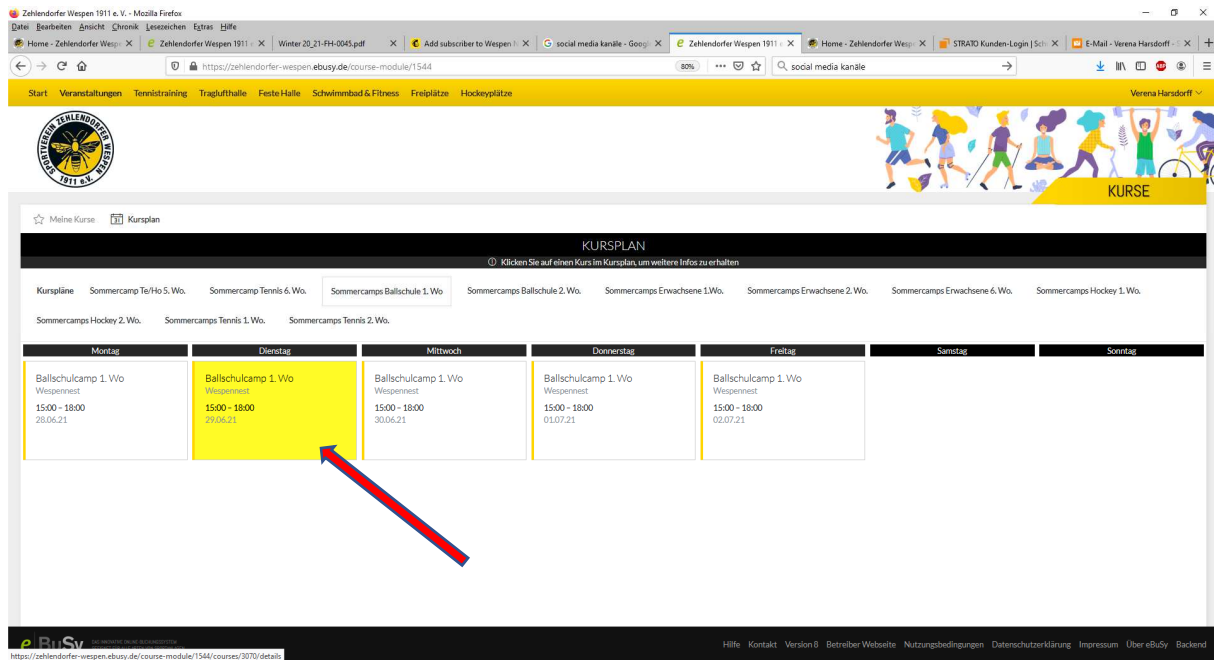 Zehlendorfer Wespen 1911 e. V. - Mozilla Firefox
Datei Bearbeiten Ansicht Chronik Lesezeichen Extras Hilfe
Home - Zehlendorfer Wesp Zehlendorfer Wespen 1911 Winter 20_21-FH-0045.pdf Add subscriber to Wespen social media kanäle - Goog Zehlendorfer Wespen 1911 Home - Zehlendorfer Wesp STRATO Kunden-Login | Sch E-Mail - Verena Harsdorff -
https://zehlendorfer-wespen.ebusy.de/course-module/1544 80% social media kanäle
Start Veranstaltungen Tennistraining Traglufthalle Feste Halle Schwimmbad & Fitness Freiplätze Hockeyplätze Verena Harsdorff
SPORTVEREIN ZEHLENDORFER WESPEN
1911 e.V.
KURSE
Meine Kurse 31 Kursplan
KURSPLAN
Klicken Sie auf einen Kurs im Kursplan, um weitere Infos zu erhalten
Kurspläne Sommercamp Te/Ho 5. Wo. Sommercamp Tennis 6. Wo. Sommercamps Ballschule 1. Wo Sommercamps Ballschule 2. Wo. Sommercamps Erwachsene 1.Wo. Sommercamps Erwachsene 2. Wo. Sommercamps Erwachsene 6. Wo. Sommercamps Hockey 1. Wo.
Sommercamps Hockey 2. Wo. Sommercamps Tennis 1. Wo. Sommercamps Tennis 2. Wo.
Montag Dienstag Mittwoch Donnerstag Freitag Samstag Sonntag
Ballschulcamp 1. Wo Ballschulcamp 1. Wo Ballschulcamp 1. Wo Ballschulcamp 1. Wo Ballschulcamp 1. Wo
Wespennest Wespennest Wespennest Wespennest Wespennest
15:00 – 18:00 15:00 – 18:00 15:00 – 18:00 15:00 – 18:00 15:00 – 18:00
28.06.21 29.06.21 30.06.21 01.07.21 02.07.21
eBuSy DAS INNOVATIVE ONLINE BUCHUNGSSYSTEM
Hilfe Kontakt Version 8 Betreiber Webseite Nutzungsbedingungen Datenschutzerklärung Impressum Über eBuSy Backend
https://zehlendorfer-wespen.ebusy.de/course-module/1544/courses/3070/details